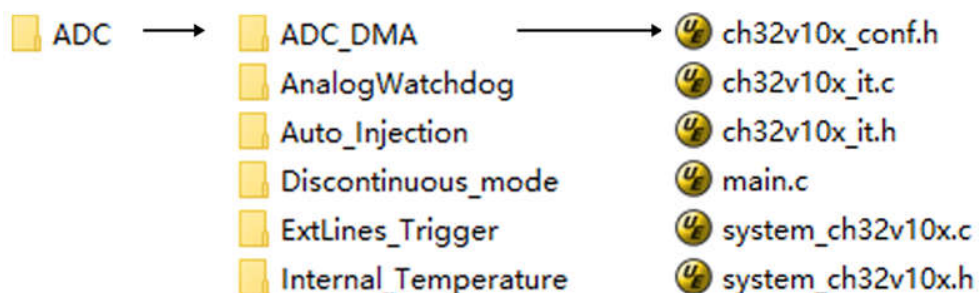 ADC ADC_DMA ch32v10x_conf.h
AnalogWatchdog ch32v10x_it.c
Auto_Injection ch32v10x_it.h
Discontinuous_mode main.c
ExtLines_Trigger system_ch32v10x.c
Internal_Temperature system_ch32v10x.h